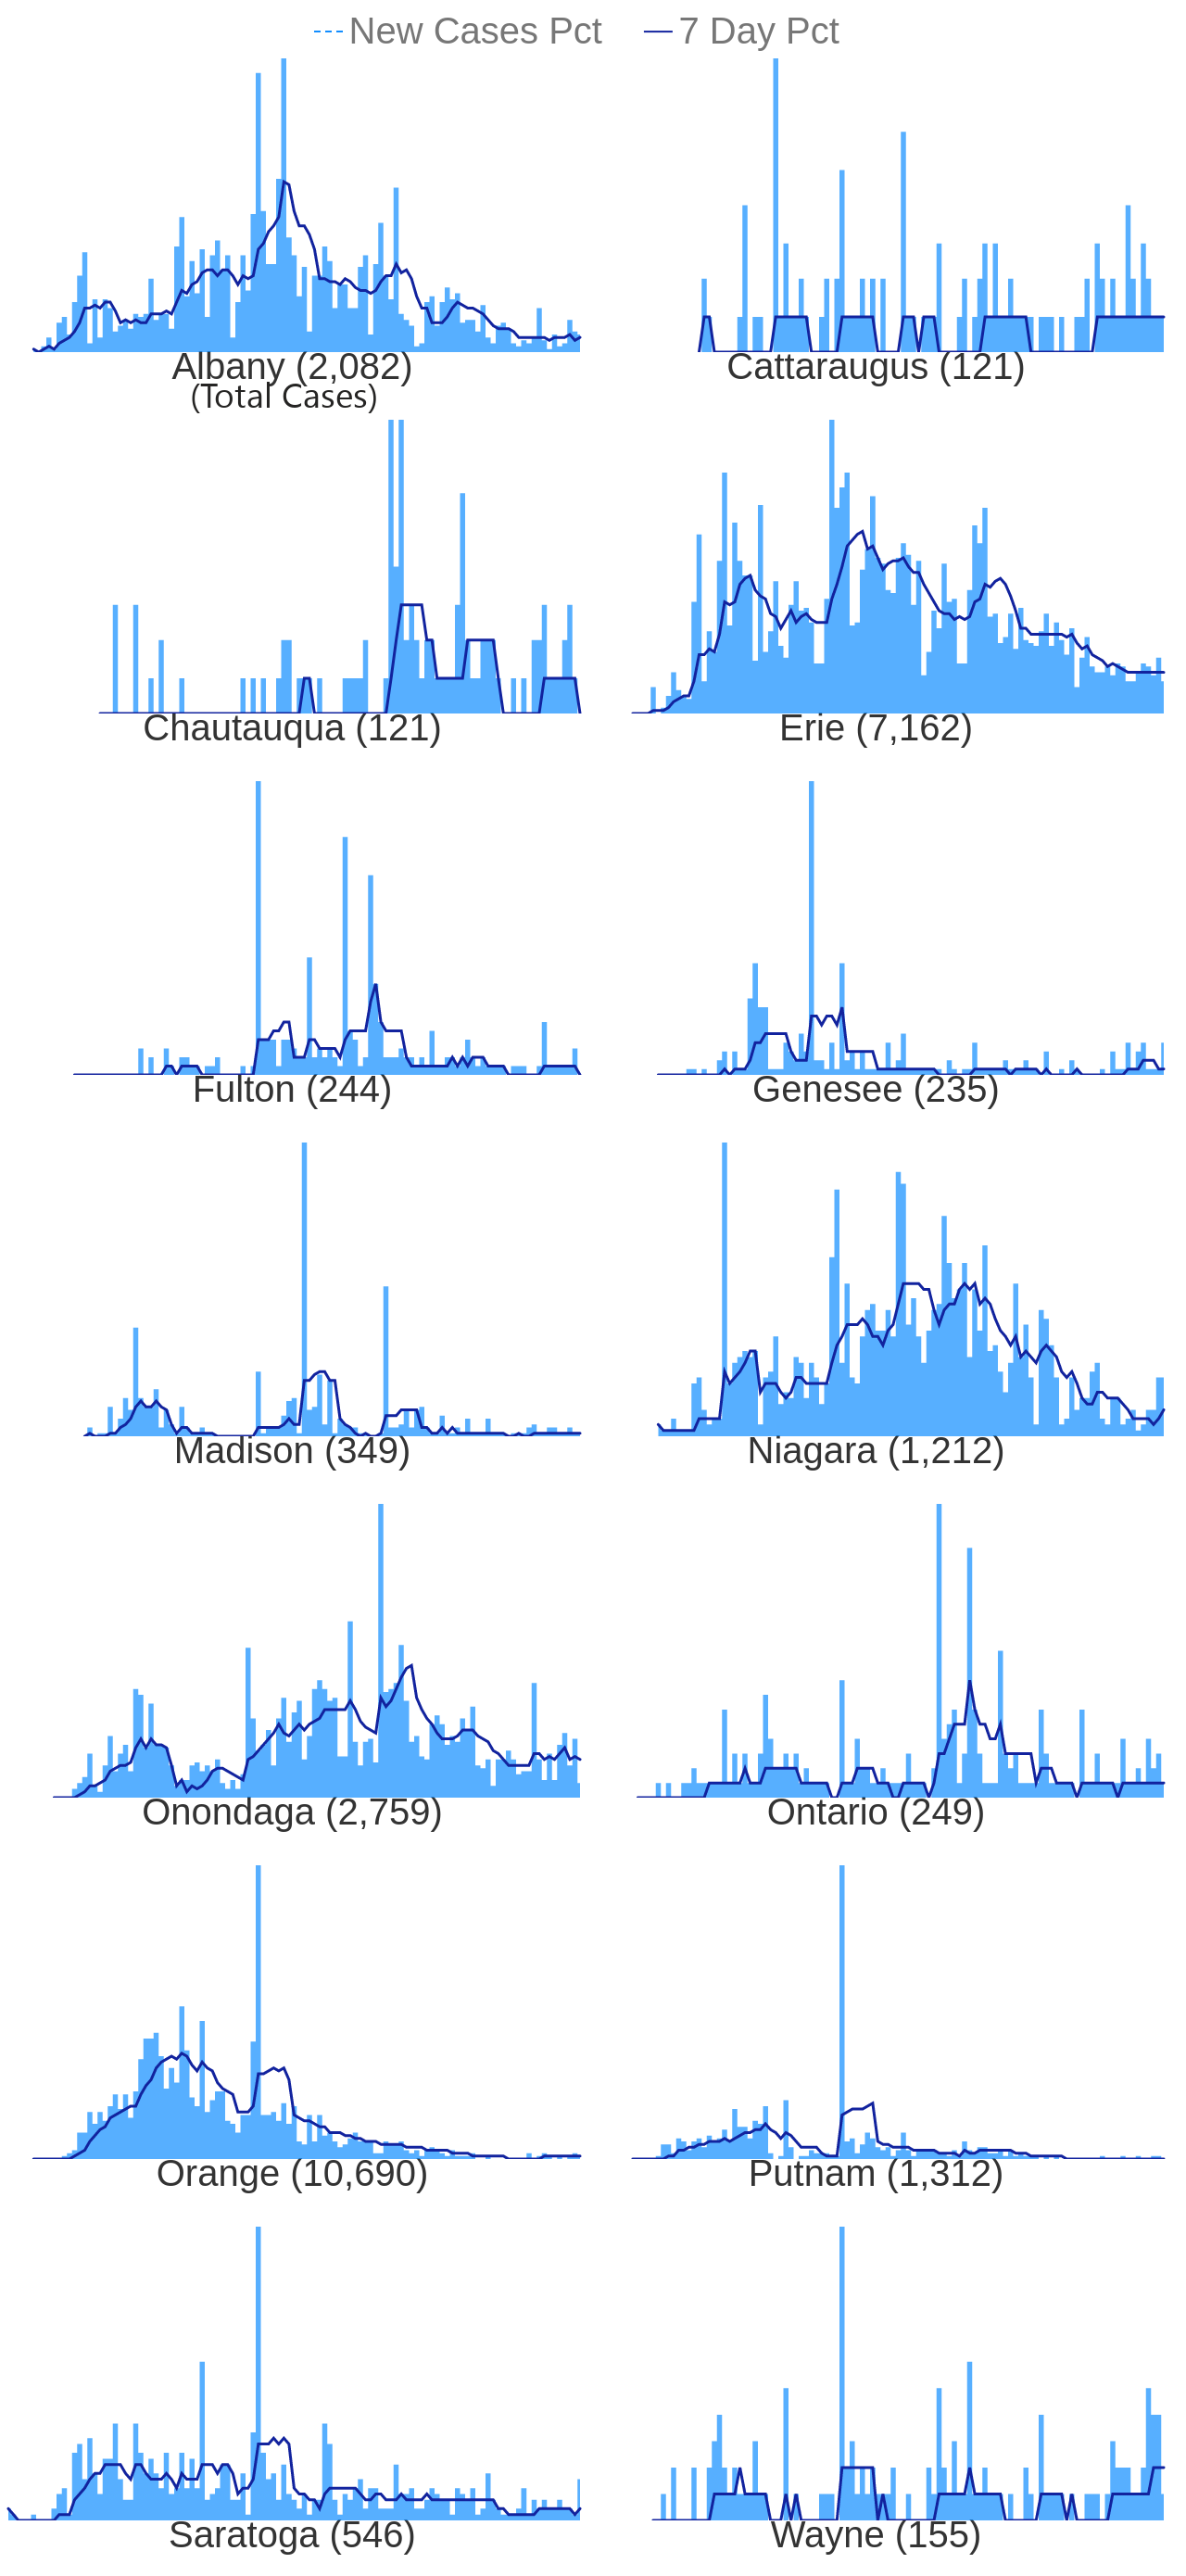 New Cases Pct 7 Day Pct
Albany (2,082) Cattaraugus (121)
(Total Cases)
Chautauqua (121) Erie (7,162)
Fulton (244) Genesee (235)
Madison (349) Niagara (1,212)
Onondaga (2,759) Ontario (249)
Orange (10,690) Putnam (1,312)
Saratoga (546) Wayne (155)